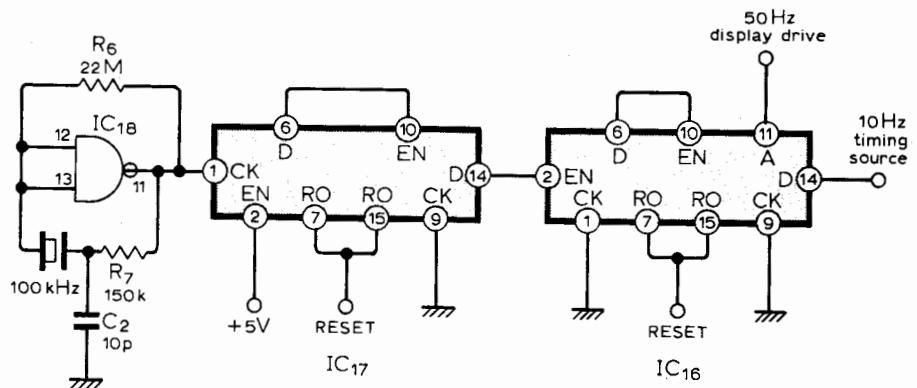 R6
22M
IC18
12
13
11
100 kHz
R7
150k
C2
10p
1
CK
6
D
10
EN
D
14
EN
2
RO
7
RO
15
CK
9
+5V
RESET
IC17
50Hz
display drive
6
D
10
EN
11
A
2
EN
D
14
10Hz
timing
source
CK
1
RO
7
RO
15
CK
9
RESET
IC16